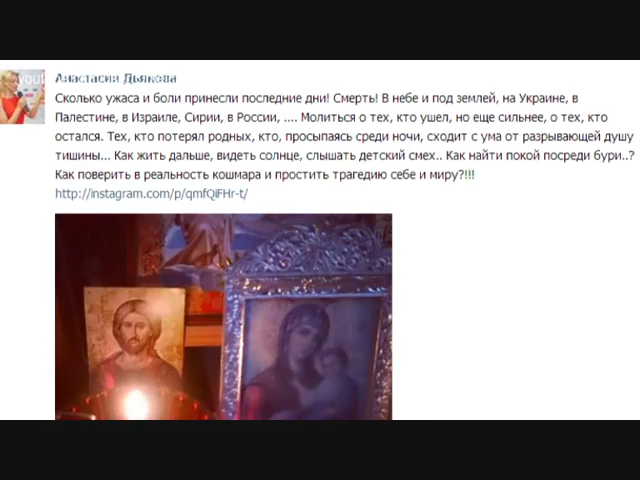 Анастасия Дьякова
Сколько ужаса и боли принесли последние дни! Смерть! В небе и под землей, на Украине, в
Палестине, в Израиле, Сирии, в России, .... Молиться о тех, кто ушел, но еще сильнее, о тех, кто
остался. Тех, кто потерял родных, кто, просыпаясь среди ночи, сходит с ума от разрывающей душу
тишины... Как жить дальше, видеть солнце, слышать детский смех.. Как найти покой посреди бури..?
Как поверить в реальность кошмара и простить трагедию себе и миру?!!!
http://instagram.com/p/qmfQiFHr-t/